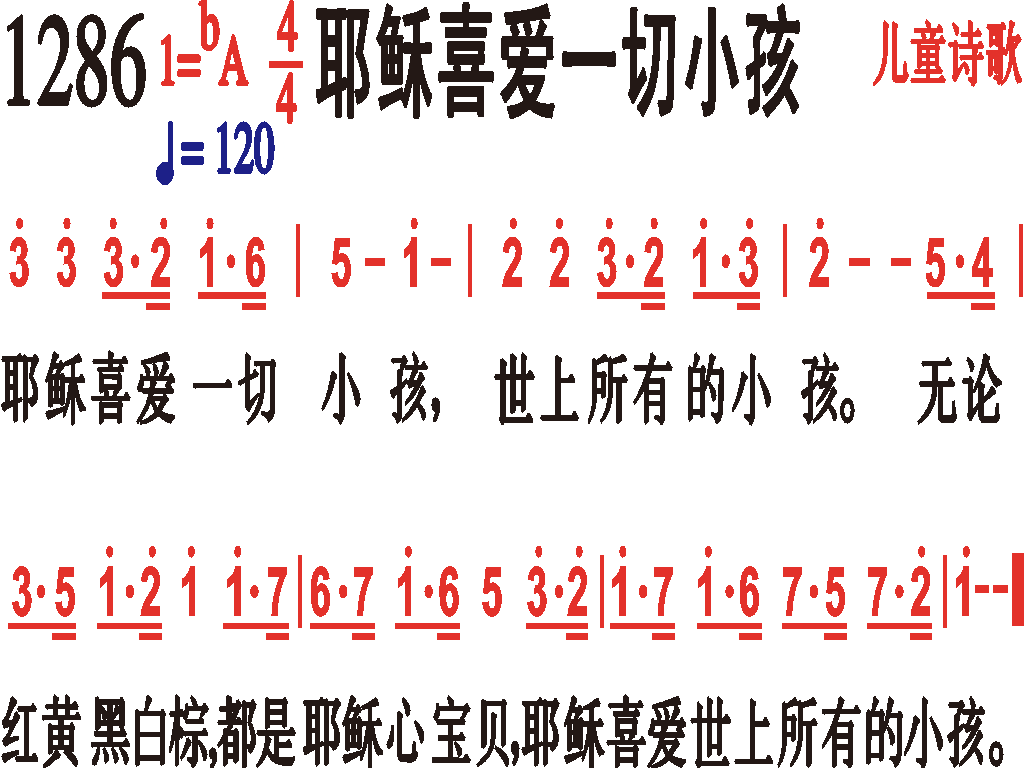 1286 1=bA 4/4 耶稣喜爱一切小孩 儿童诗歌
♩= 120
3̇ 3̇ 3̇·2̇ 1̇·6 | 5 - 1̇ - | 2̇ 2̇ 3̇·2̇ 1̇·3̇ | 2̇ - - 5·4 |
耶稣喜爱 一切 小 孩, 世上所有 的小 孩。 无论
3·5 1̇·2̇ 1̇ 1̇·7 | 6·7 1̇·6 5 3̇·2̇ | 1̇·7 1̇·6 7·5 7·2̇ | 1̇ - -
红黄 黑白棕,都是 耶稣心 宝贝,耶稣喜爱世上所有的小孩。